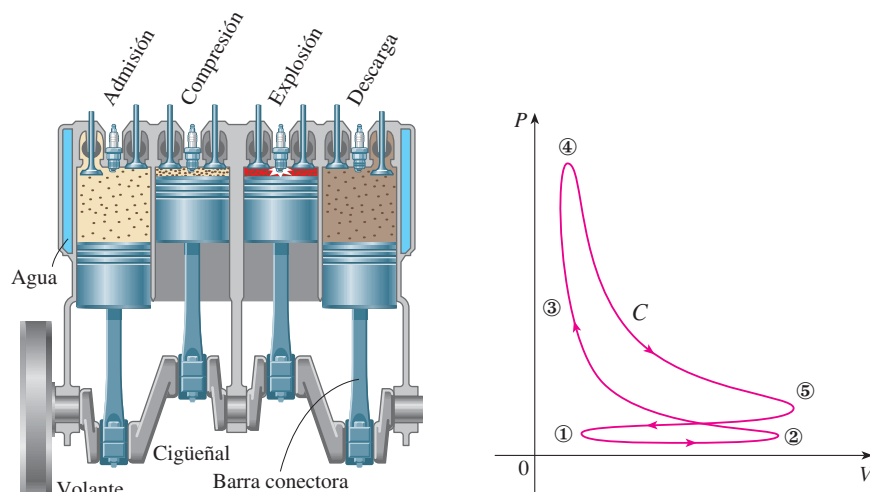 Admisión
Compresión
Explosión
Descarga
Agua
Cigüeñal
Volante
Barra conectora
P
④
③
C
⑤
①
②
0
V